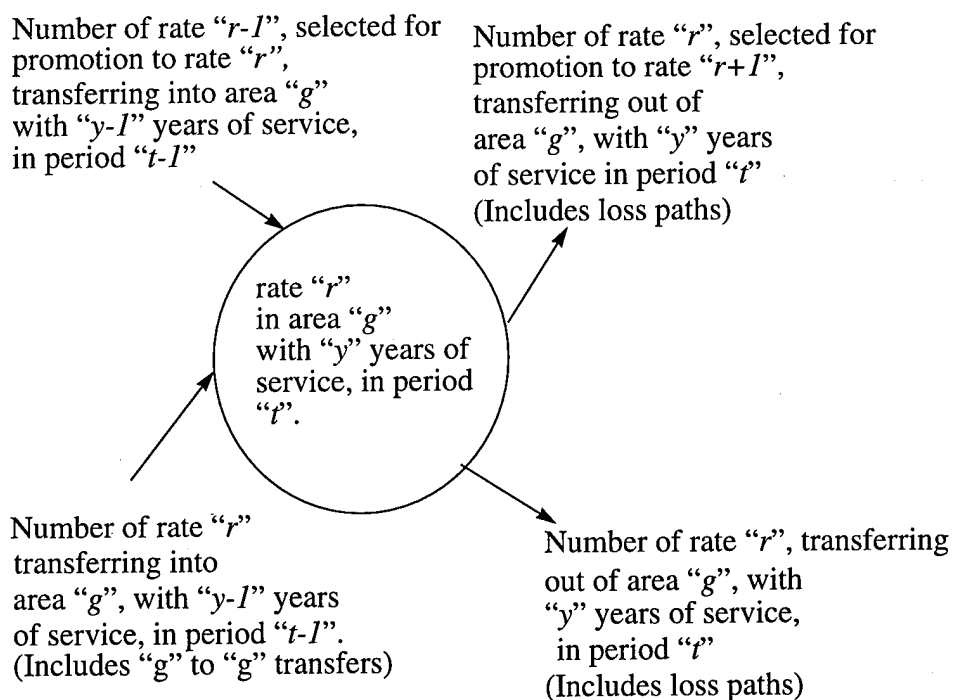 Number of rate “r-1”, selected for
promotion to rate “r”,
transferring into area “g”
with “y-1” years of service,
in period “t-1”
Number of rate “r”, selected for
promotion to rate “r+1”,
transferring out of
area “g”, with “y” years
of service in period “t”
(Includes loss paths)
rate “r”
in area “g”
with “y” years of
service, in period
“t”.
Number of rate “r”
transferring into
area “g”, with “y-1” years
of service, in period “t-1”.
(Includes “g” to “g” transfers)
Number of rate “r”, transferring
out of area “g”, with
“y” years of service,
in period “t”
(Includes loss paths)